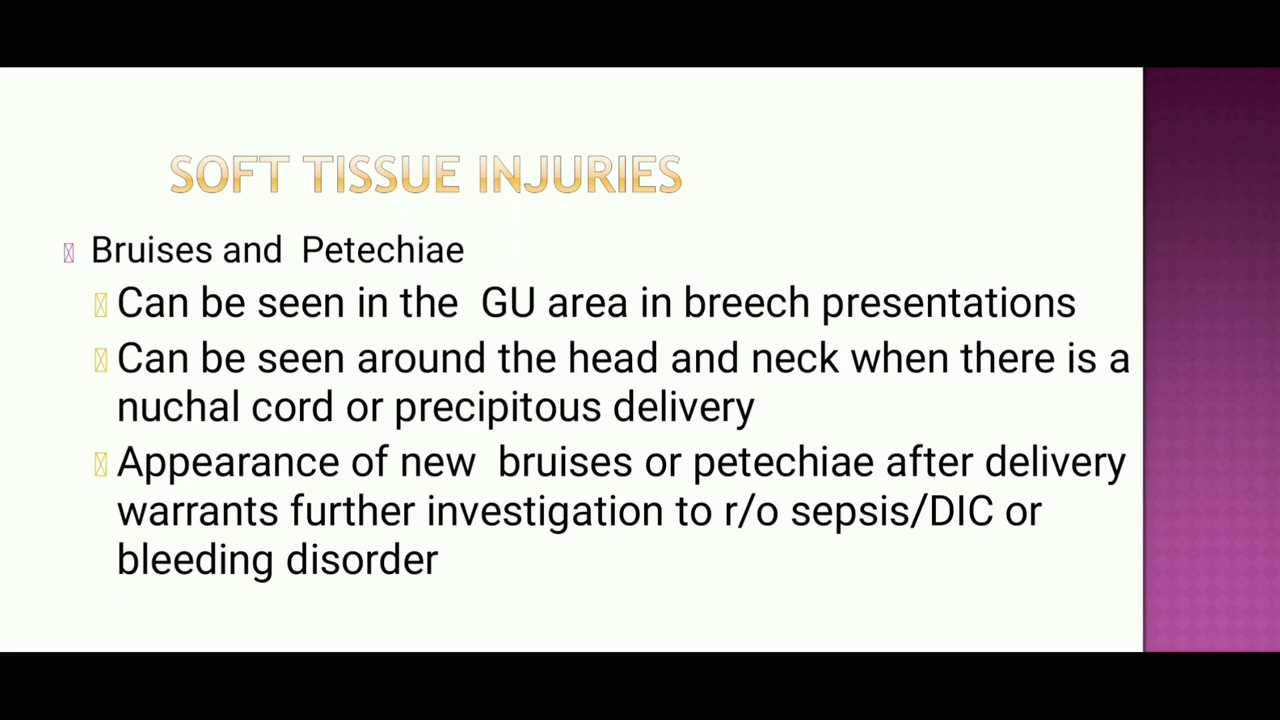 SOFT TISSUE INJURIES
Bruises and Petechiae
Can be seen in the GU area in breech presentations
Can be seen around the head and neck when there is a
nuchal cord or precipitous delivery
Appearance of new bruises or petechiae after delivery
warrants further investigation to r/o sepsis/DIC or
bleeding disorder